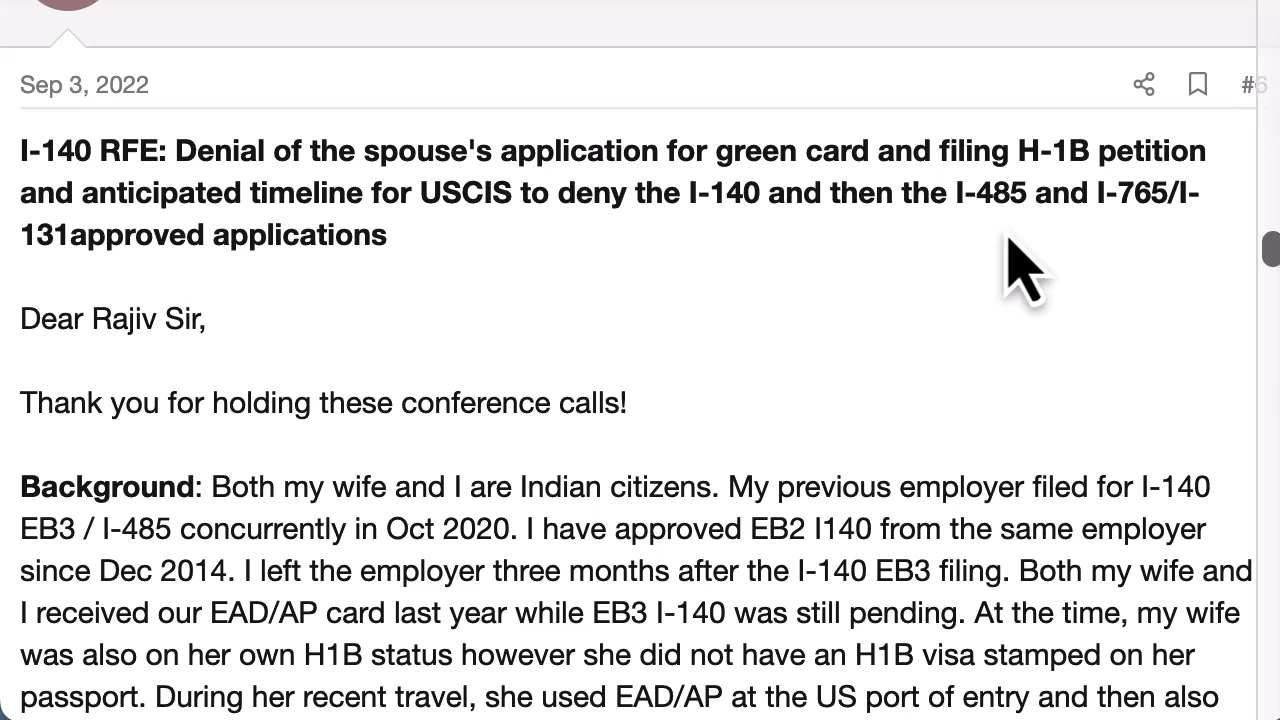 Sep 3, 2022
#6
I-140 RFE: Denial of the spouse's application for green card and filing H-1B petition
and anticipated timeline for USCIS to deny the I-140 and then the I-485 and I-765/I-
131approved applications
Dear Rajiv Sir,
Thank you for holding these conference calls!
Background: Both my wife and I are Indian citizens. My previous employer filed for I-140
EB3 / I-485 concurrently in Oct 2020. I have approved EB2 I140 from the same employer
since Dec 2014. I left the employer three months after the I-140 EB3 filing. Both my wife and
I received our EAD/AP card last year while EB3 I-140 was still pending. At the time, my wife
was also on her own H1B status however she did not have an H1B visa stamped on her
passport. During her recent travel, she used EAD/AP at the US port of entry and then also